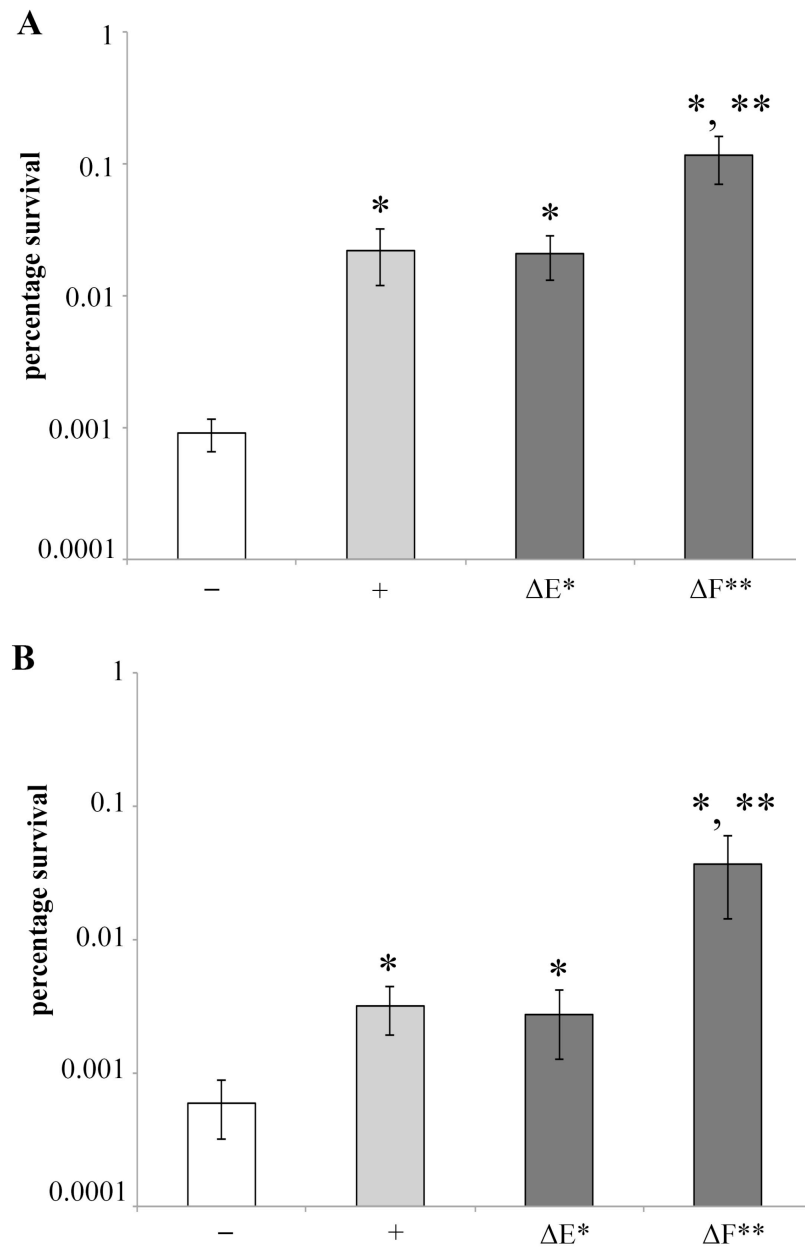 A
percentage survival
1
0.1
0.01
0.001
0.0001
*
*
*, **
−
+
ΔE*
ΔF**
B
percentage survival
1
0.1
0.01
0.001
0.0001
*
*
*, **
−
+
ΔE*
ΔF**